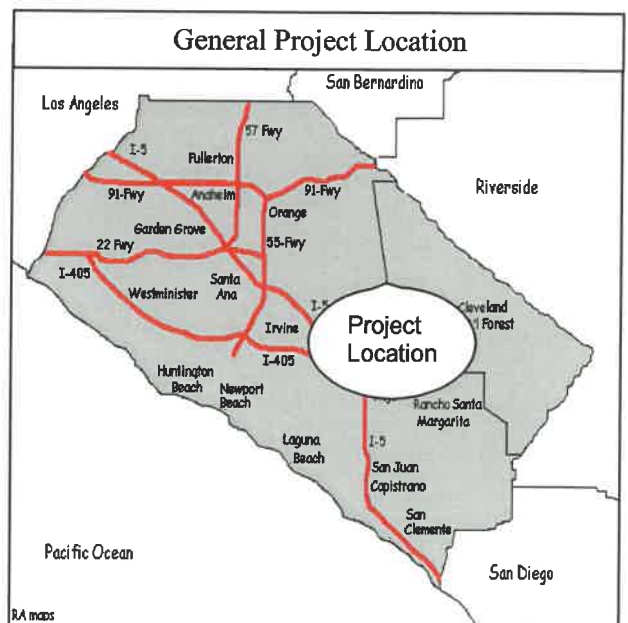 General Project Location
San Bernardino
Los Angeles
57 Fwy
I-5
Fullerton
Riverside
91-Fwy
Anaheim
91-Fwy
Orange
Garden Grove
22 Fwy
55-Fwy
I-405
Santa
Ana
Westminister
I-5
Cleveland
Forest
Project
Location
Irvine
I-405
Huntington
Beach
Newport
Beach
Rancho Santa
Margarita
Laguna
Beach
I-5
San Juan
Capistrano
San
Clemente
Pacific Ocean
San Diego
RA maps